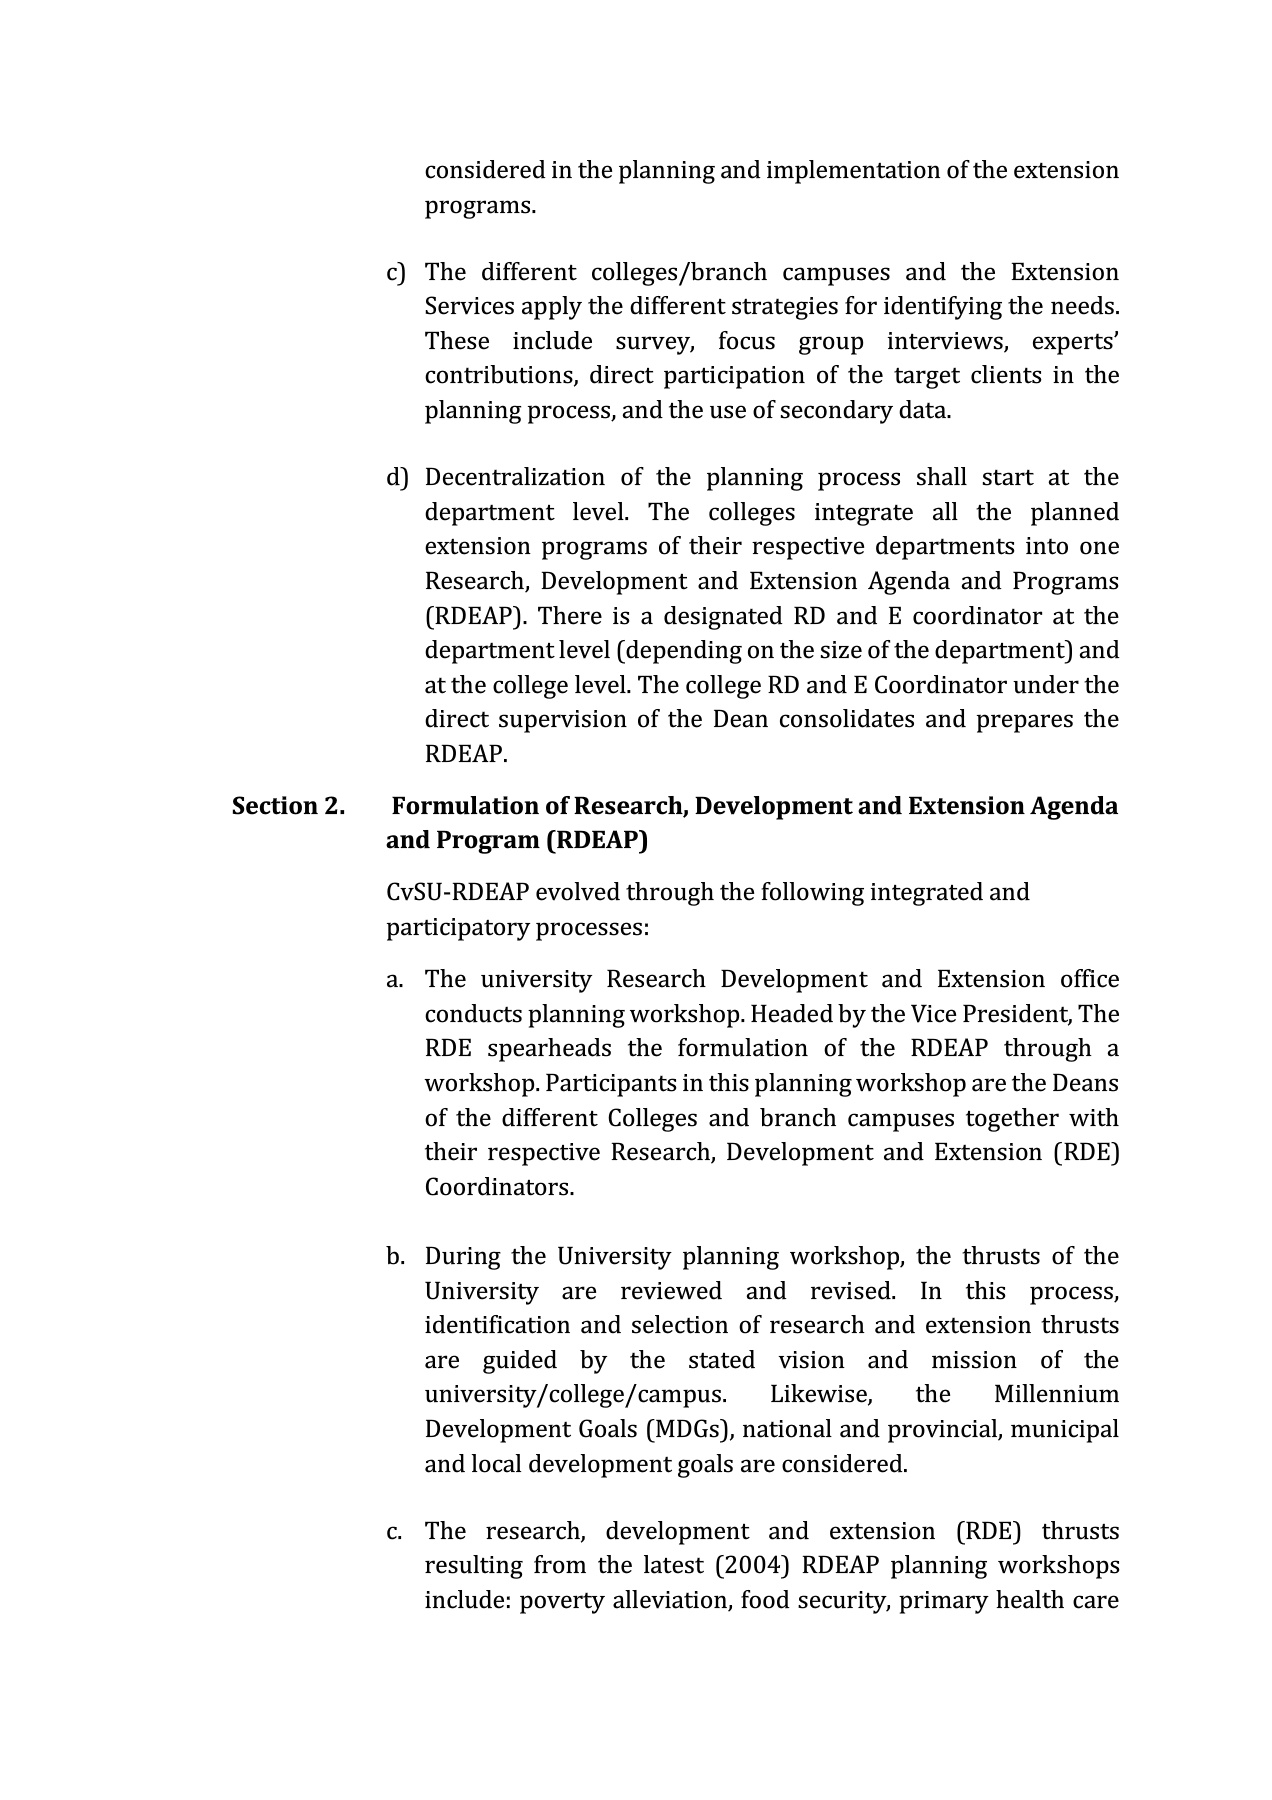 considered in the planning and implementation of the extension
programs.
c) The different colleges/branch campuses and the Extension
Services apply the different strategies for identifying the needs.
These include survey, focus group interviews, experts’
contributions, direct participation of the target clients in the
planning process, and the use of secondary data.
d) Decentralization of the planning process shall start at the
department level. The colleges integrate all the planned
extension programs of their respective departments into one
Research, Development and Extension Agenda and Programs
(RDEAP). There is a designated RD and E coordinator at the
department level (depending on the size of the department) and
at the college level. The college RD and E Coordinator under the
direct supervision of the Dean consolidates and prepares the
RDEAP.
Section 2. Formulation of Research, Development and Extension Agenda
and Program (RDEAP)
CvSU-RDEAP evolved through the following integrated and
participatory processes:
a. The university Research Development and Extension office
conducts planning workshop. Headed by the Vice President, The
RDE spearheads the formulation of the RDEAP through a
workshop. Participants in this planning workshop are the Deans
of the different Colleges and branch campuses together with
their respective Research, Development and Extension (RDE)
Coordinators.
b. During the University planning workshop, the thrusts of the
University are reviewed and revised. In this process,
identification and selection of research and extension thrusts
are guided by the stated vision and mission of the
university/college/campus. Likewise, the Millennium
Development Goals (MDGs), national and provincial, municipal
and local development goals are considered.
c. The research, development and extension (RDE) thrusts
resulting from the latest (2004) RDEAP planning workshops
include: poverty alleviation, food security, primary health care